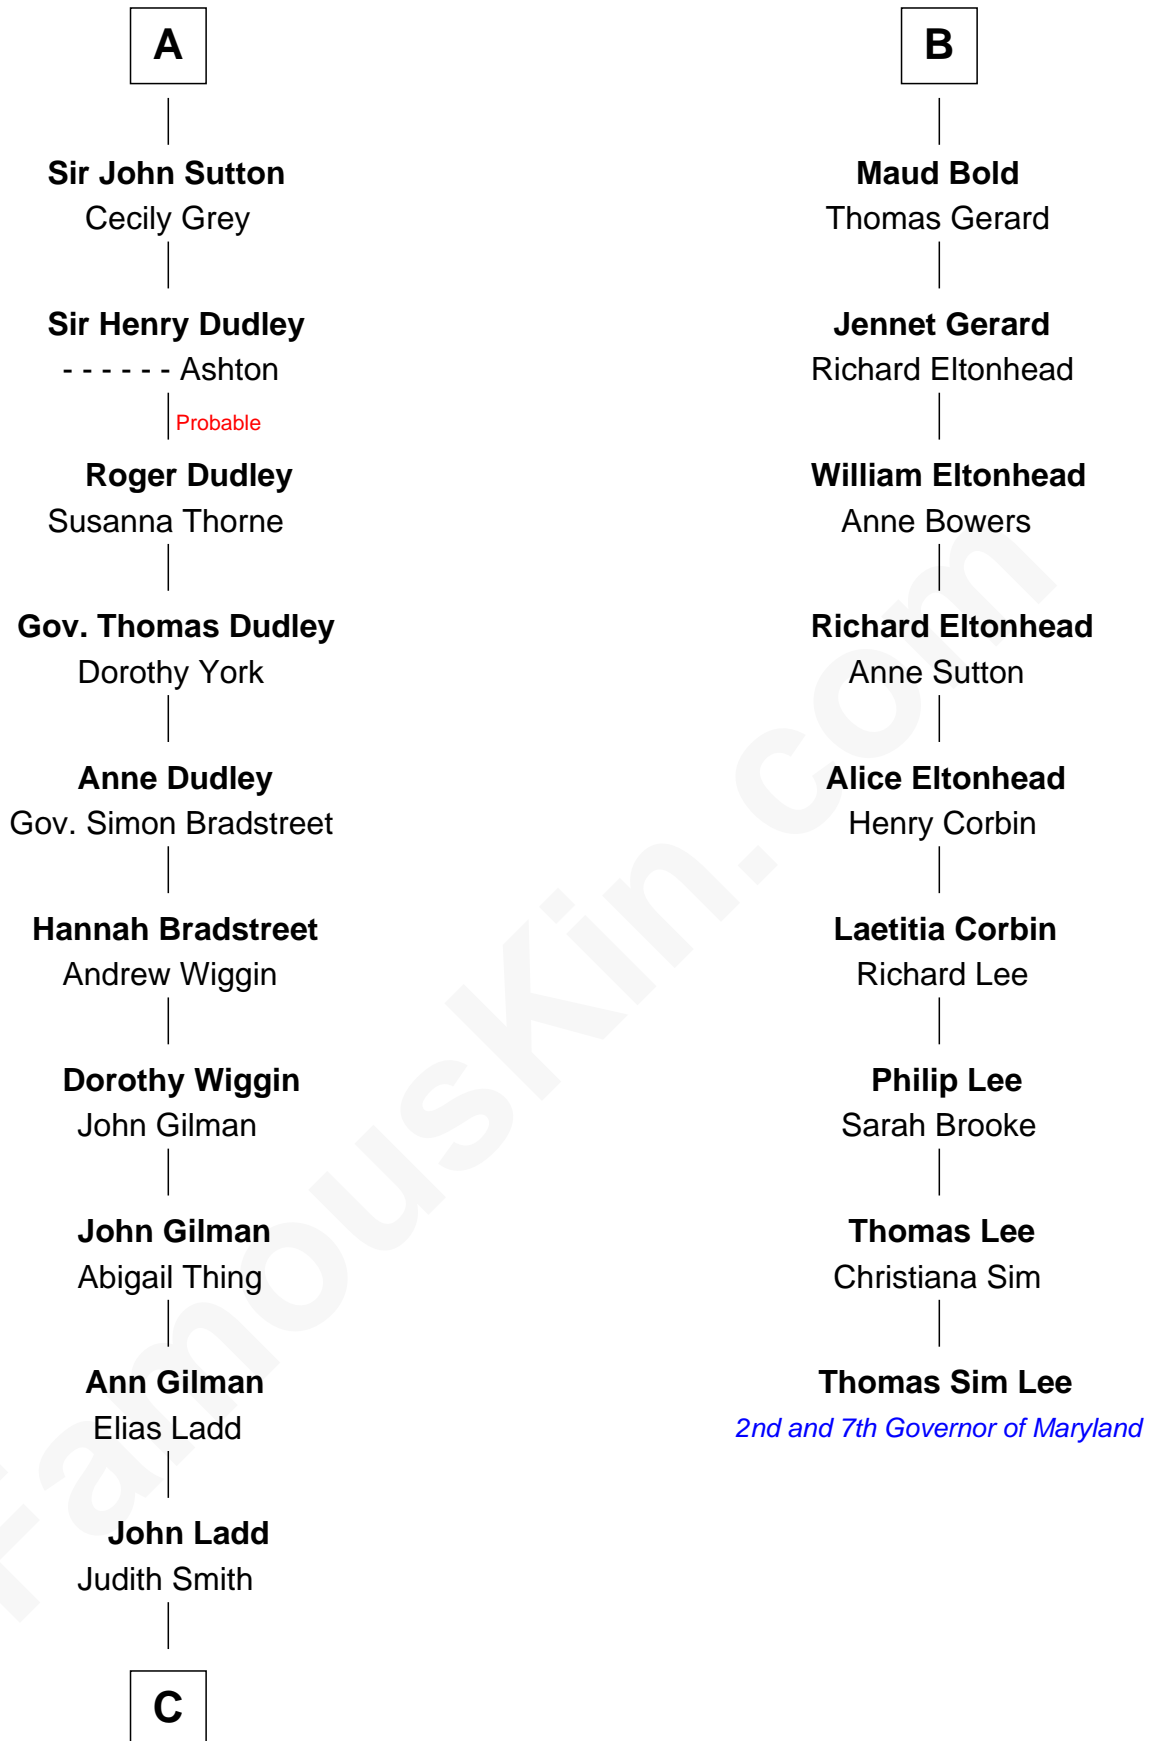 A
Sir John Sutton
Cecily Grey
Sir Henry Dudley
- - - - - - Ashton
Probable
Roger Dudley
Susanna Thorne
Gov. Thomas Dudley
Dorothy York
Anne Dudley
Gov. Simon Bradstreet
Hannah Bradstreet
Andrew Wiggin
Dorothy Wiggin
John Gilman
John Gilman
Abigail Thing
Ann Gilman
Elias Ladd
John Ladd
Judith Smith
C
B
Maud Bold
Thomas Gerard
Jennet Gerard
Richard Eltonhead
William Eltonhead
Anne Bowers
Richard Eltonhead
Anne Sutton
Alice Eltonhead
Henry Corbin
Laetitia Corbin
Richard Lee
Philip Lee
Sarah Brooke
Thomas Lee
Christiana Sim
Thomas Sim Lee
2nd and 7th Governor of Maryland
FamousKin.com